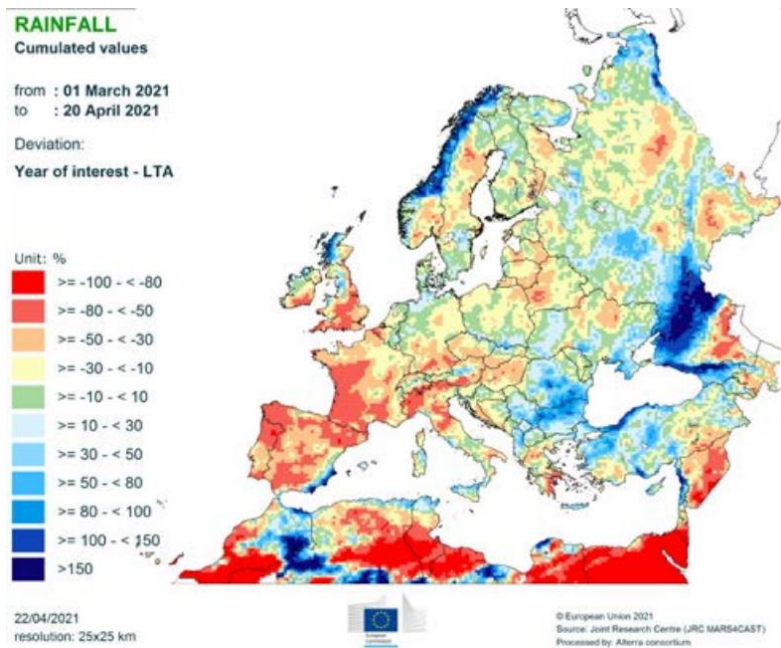 RAINFALL
Cumulated values
from : 01 March 2021
to : 20 April 2021
Deviation:
Year of interest - LTA
Unit: %
>= -100 - < -80
>= -80 - < -50
>= -50 - < -30
>= -30 - < -10
>= -10 - < 10
>= 10 - < 30
>= 30 - < 50
>= 50 - < 80
>= 80 - < 100
>= 100 - < 150
>150
22/04/2021
resolution: 25x25 km
European
Commission
© European Union 2021
Source: Joint Research Centre (JRC MARS4CAST)
Processed by: Alterra consortium